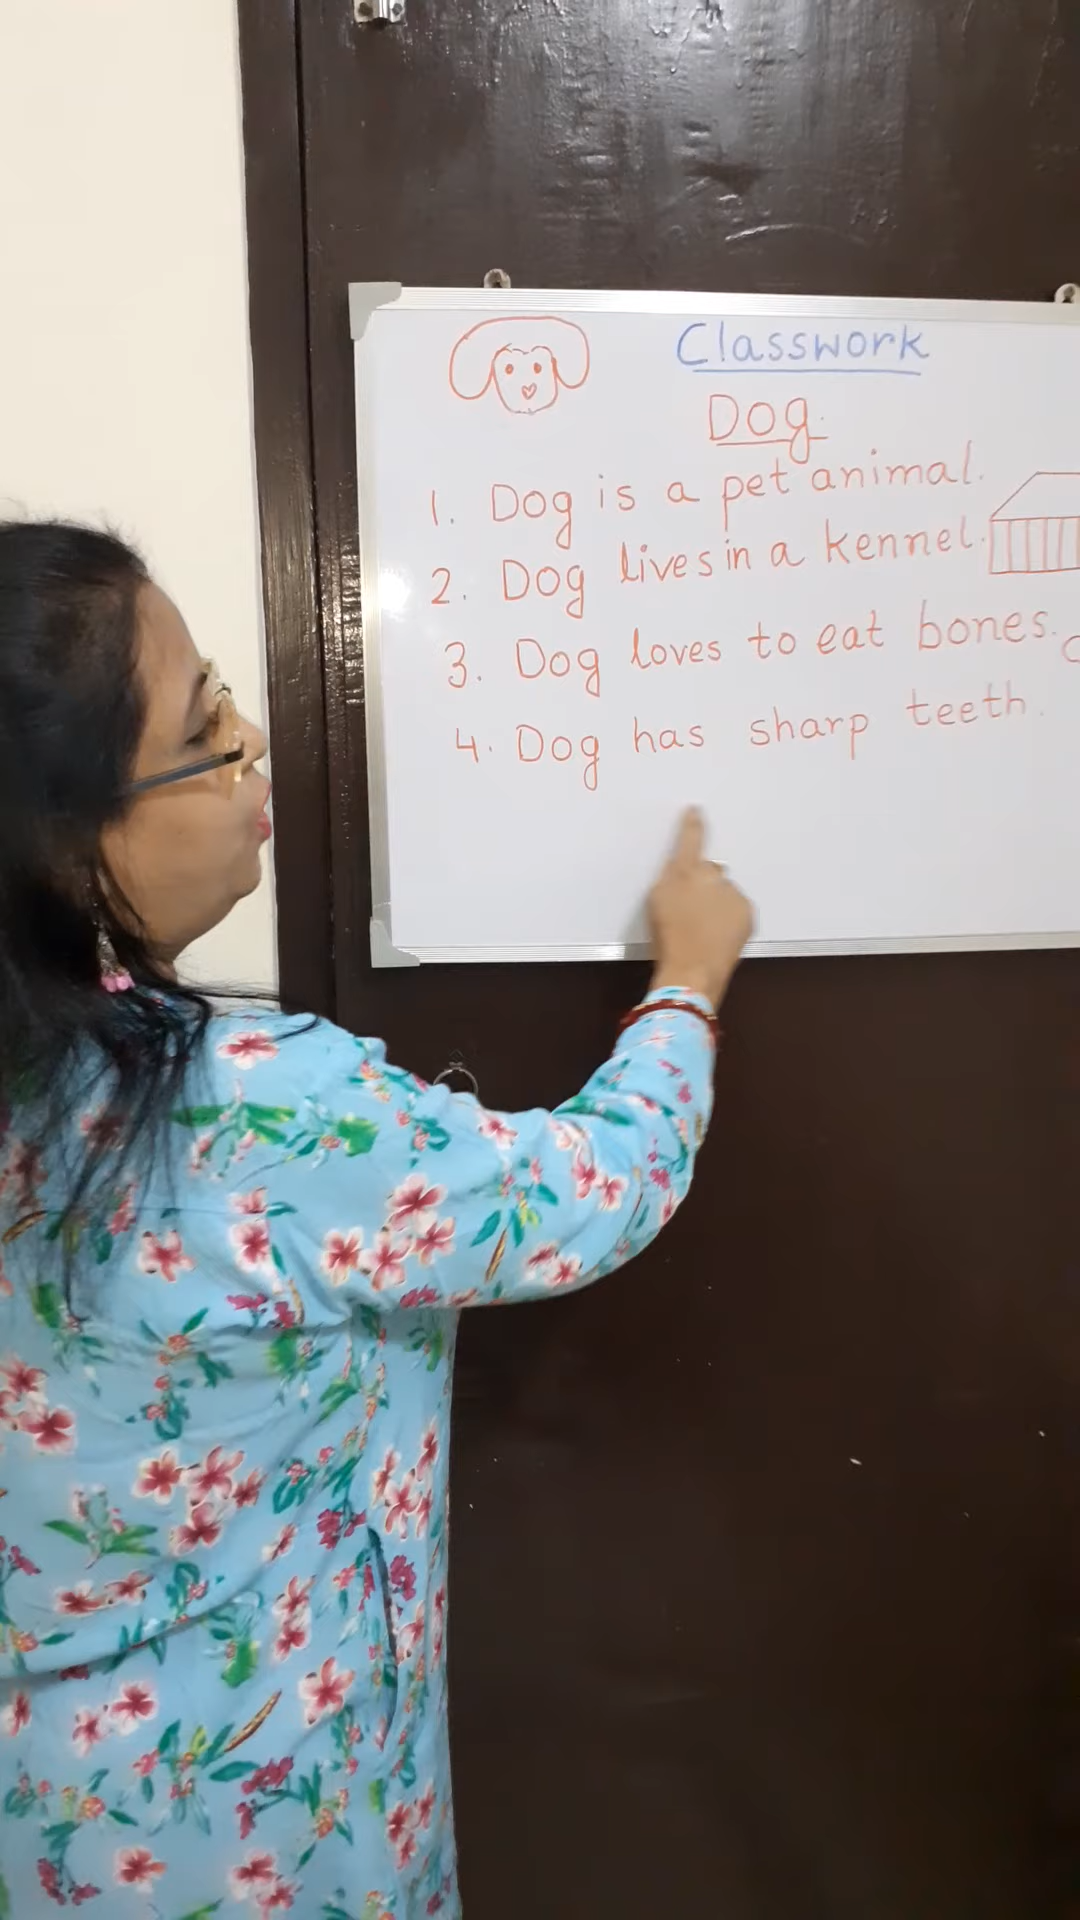 Classwork
Dog
1. Dog is a pet animal.
2. Dog lives in a kennel.
3. Dog loves to eat bones.
4. Dog has sharp teeth.